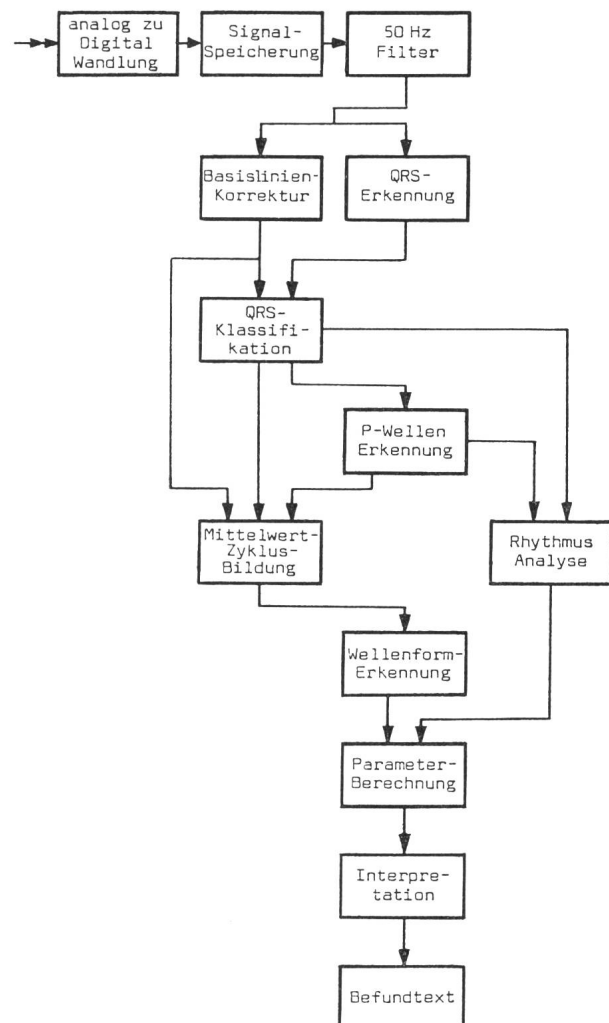 analog zu
Digital
Wandlung
Signal-
Speicherung
50 Hz
Filter
Basislinien-
Korrektur
QRS-
Erkennung
QRS-
Klassifi-
kation
P-Wellen
Erkennung
Mittelwert-
Zyklus-
Bildung
Rhythmus
Analyse
Wellenform-
Erkennung
Parameter-
Berechnung
Interpre-
tation
Befundtext